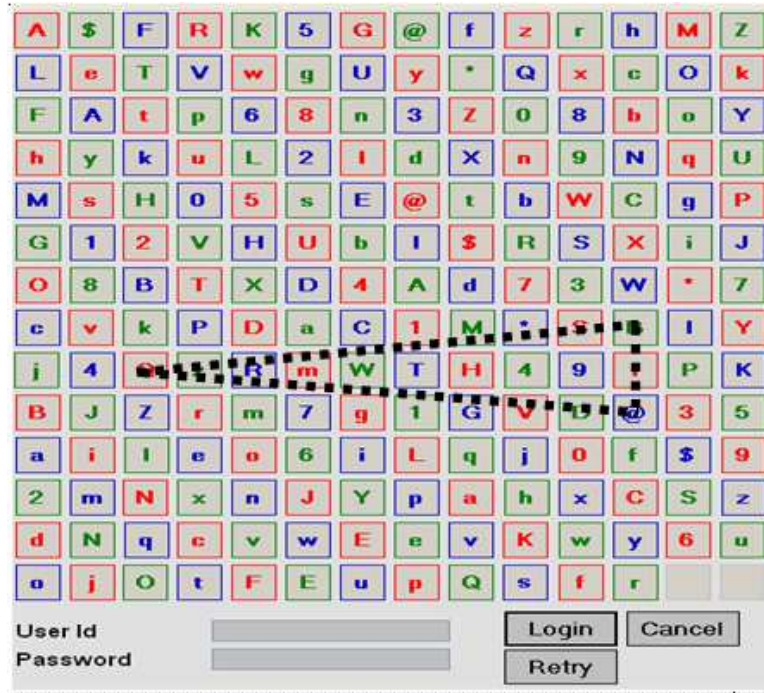 A $ F R K 5 G @ f z r h M Z
L e T V w g U y * Q x c O k
F A t p 6 8 n 3 Z 0 8 b o Y
h y k u L 2 l d X n 9 N q U
M s H 0 5 s E @ t b W C g P
G 1 2 V H U b I $ R S X i J
O 8 B T X D 4 A d 7 3 W * 7
c v k P D a C 1 M * S B I Y
j 4 R m W T H 4 9 P K
B J Z r m 7 g 1 G V D @ 3 5
a i l e o 6 i L q j 0 f $ 9
2 m N x n J Y p a h x C S z
d N q c v w E e v K w y 6 u
o j O t F E u p Q s f r
User Id Login Cancel
Password Retry